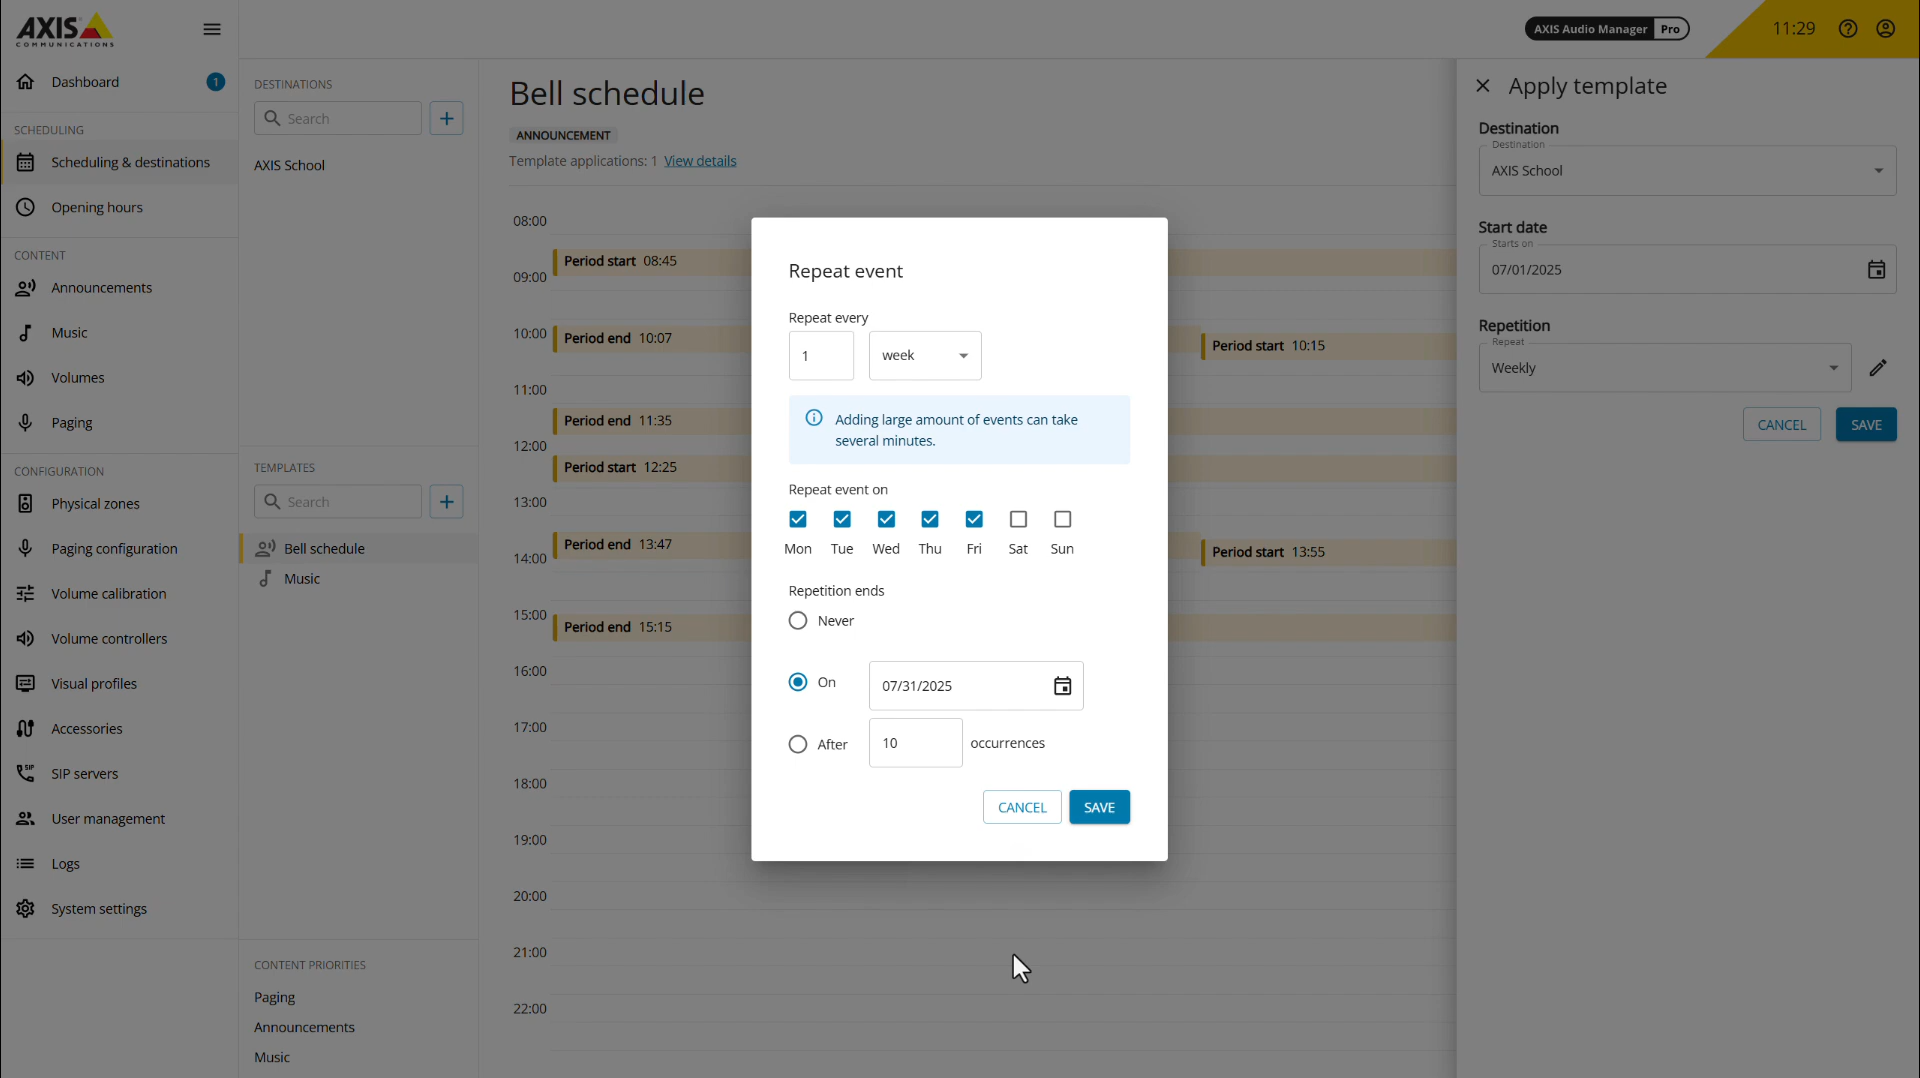 AXIS
COMMUNICATIONS
Dashboard 1
SCHEDULING
Scheduling & destinations
Opening hours
CONTENT
Announcements
Music
Volumes
Paging
CONFIGURATION
Physical zones
Paging configuration
Volume calibration
Volume controllers
Visual profiles
Accessories
SIP
SIP servers
User management
Logs
System settings
DESTINATIONS
Search
AXIS School
TEMPLATES
Search
Bell schedule
Music
CONTENT PRIORITIES
Paging
Announcements
Music
AXIS Audio Manager Pro
11:29
Bell schedule
ANNOUNCEMENT
Template applications: 1 View details
08:00
Period start 08:45
09:00
10:00
Period end 10:07
Period start 10:15
11:00
Period end 11:35
12:00
Period start 12:25
13:00
Period end 13:47
Period start 13:55
14:00
15:00
Period end 15:15
16:00
17:00
18:00
19:00
20:00
21:00
22:00
Repeat event
Repeat every
1 week
Adding large amount of events can take
several minutes.
Repeat event on
Mon Tue Wed Thu Fri Sat Sun
Repetition ends
Never
On 07/31/2025
After 10 occurrences
CANCEL SAVE
Apply template
Destination
Destination
AXIS School
Start date
Starts on
07/01/2025
Repetition
Repeat
Weekly
CANCEL SAVE